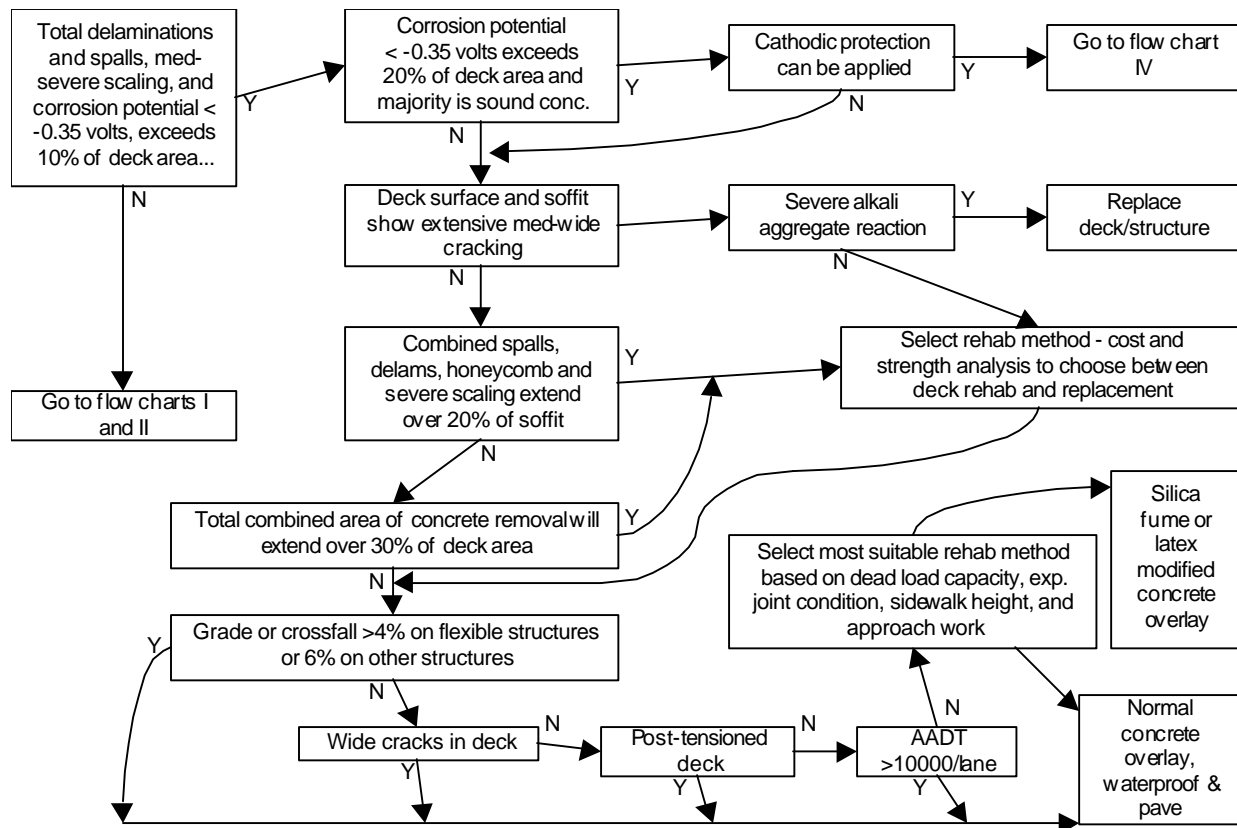 Total delaminations
and spalls, med-
severe scaling, and
corrosion potential <
-0.35 volts, exceeds
10% of deck area...
Y
N
Corrosion potential
< -0.35 volts exceeds
20% of deck area and
majority is sound conc.
Y
N
Cathodic protection
can be applied
Y
N
Go to flow chart
IV
Deck surface and soffit
show extensive med-wide
cracking
N
Severe alkali
aggregate reaction
Y
N
Replace
deck/structure
Go to flow charts I
and II
Combined spalls,
delams, honeycomb and
severe scaling extend
over 20% of soffit
Y
N
Select rehab method - cost and
strength analysis to choose between
deck rehab and replacement
Total combined area of concrete removal will
extend over 30% of deck area
Y
N
Select most suitable rehab method
based on dead load capacity, exp.
joint condition, sidewalk height, and
approach work
Silica
fume or
latex
modified
concrete
overlay
Grade or crossfall >4% on flexible structures
or 6% on other structures
Y
N
Wide cracks in deck
N
Y
Post-tensioned
deck
N
Y
AADT
>10000/lane
N
Y
Normal
concrete
overlay,
waterproof &
pave